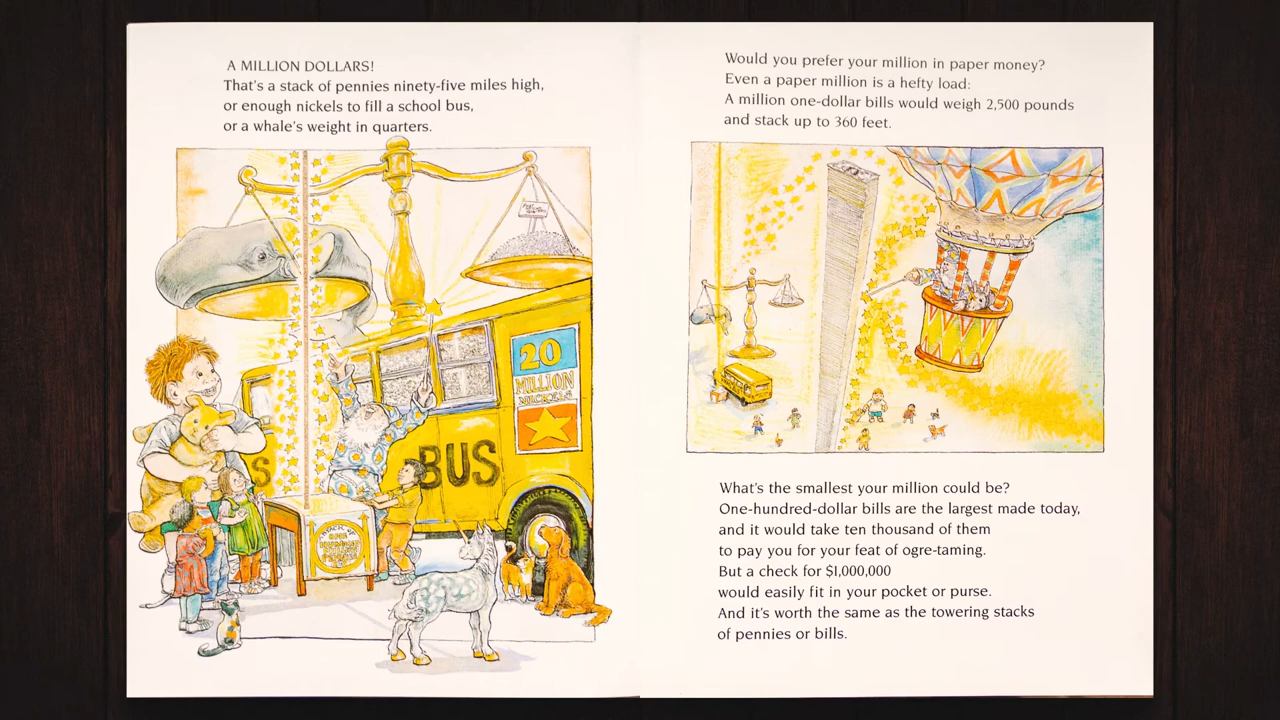 A MILLION DOLLARS!
That's a stack of pennies ninety-five miles high,
or enough nickels to fill a school bus,
or a whale's weight in quarters.
20
MILLION
NICKELS
BUS
S
Would you prefer your million in paper money?
Even a paper million is a hefty load:
A million one-dollar bills would weigh 2,500 pounds
and stack up to 360 feet.
What's the smallest your million could be?
One-hundred-dollar bills are the largest made today,
and it would take ten thousand of them
to pay you for your feat of ogre-taming.
But a check for $1,000,000
would easily fit in your pocket or purse.
And it's worth the same as the towering stacks
of pennies or bills.